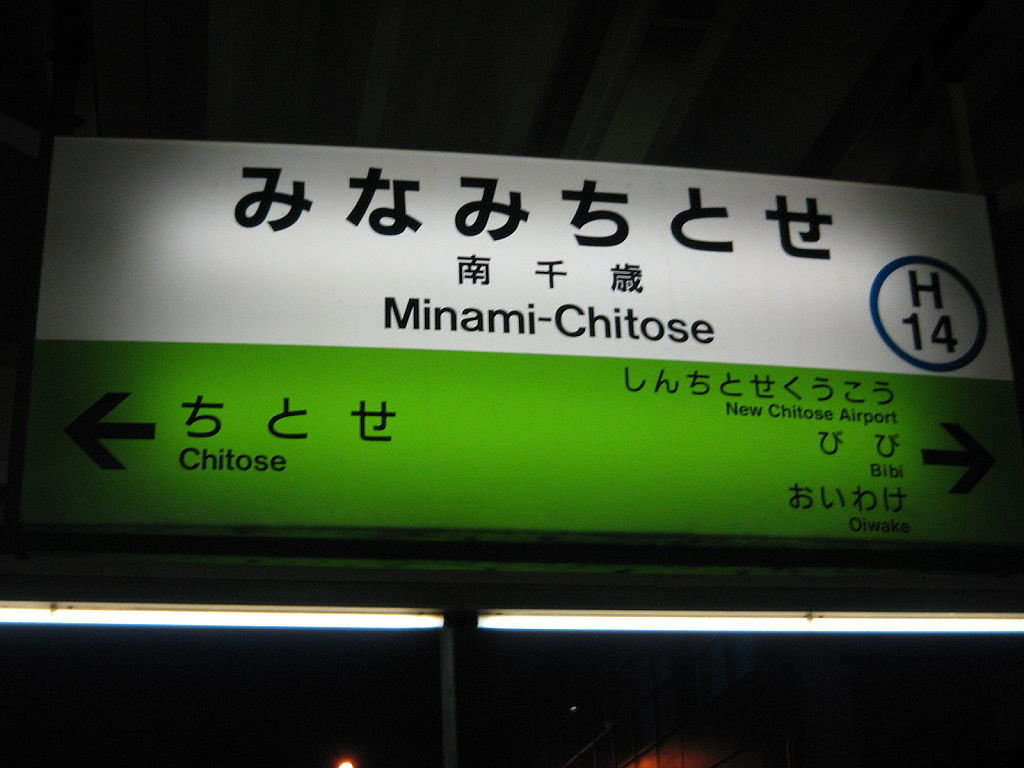 みなみちとせ
南千歳
Minami-Chitose
H
14
ちとせ
Chitose
しんちとせくうこう
New Chitose Airport
びび
Bibi
おいわけ
Oiwake